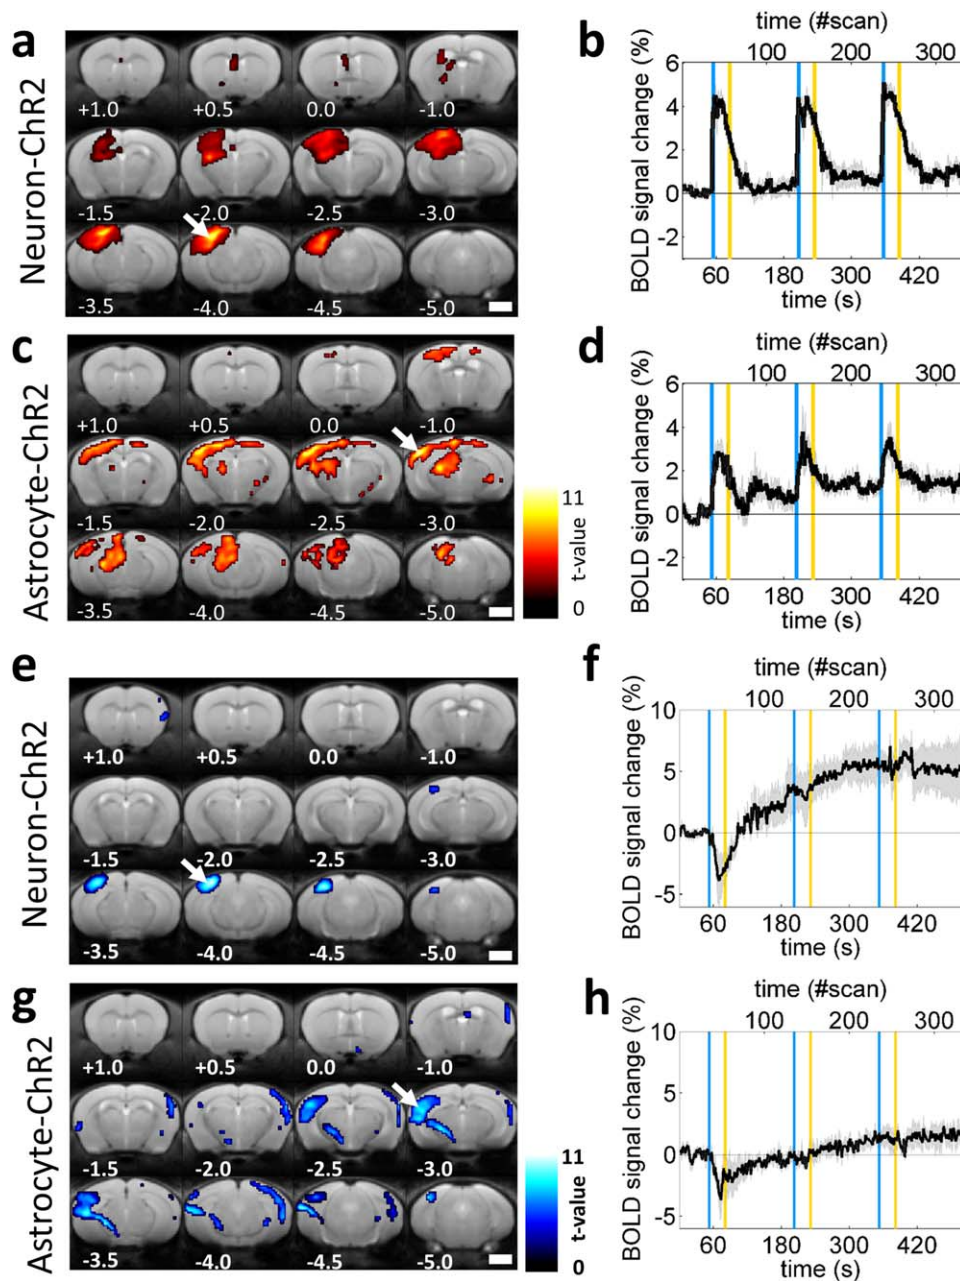 a
Neuron-ChR2
+1.0 +0.5 0.0 -1.0
-1.5 -2.0 -2.5 -3.0
-3.5 -4.0 -4.5 -5.0
b
time (#scan)
100 200 300
BOLD signal change (%)
6
4
2
0
-2
60 180 300 420
time (s)
c
Astrocyte-ChR2
+1.0 +0.5 0.0 -1.0
-1.5 -2.0 -2.5 -3.0
-3.5 -4.0 -4.5 -5.0
11
t-value
0
d
time (#scan)
100 200 300
BOLD signal change (%)
6
4
2
0
-2
60 180 300 420
time (s)
e
Neuron-ChR2
+1.0 +0.5 0.0 -1.0
-1.5 -2.0 -2.5 -3.0
-3.5 -4.0 -4.5 -5.0
f
time (#scan)
100 200 300
BOLD signal change (%)
10
5
0
-5
60 180 300 420
time (s)
g
Astrocyte-ChR2
+1.0 +0.5 0.0 -1.0
-1.5 -2.0 -2.5 -3.0
-3.5 -4.0 -4.5 -5.0
11
t-value
0
h
time (#scan)
100 200 300
BOLD signal change (%)
10
5
0
-5
60 180 300 420
time (s)